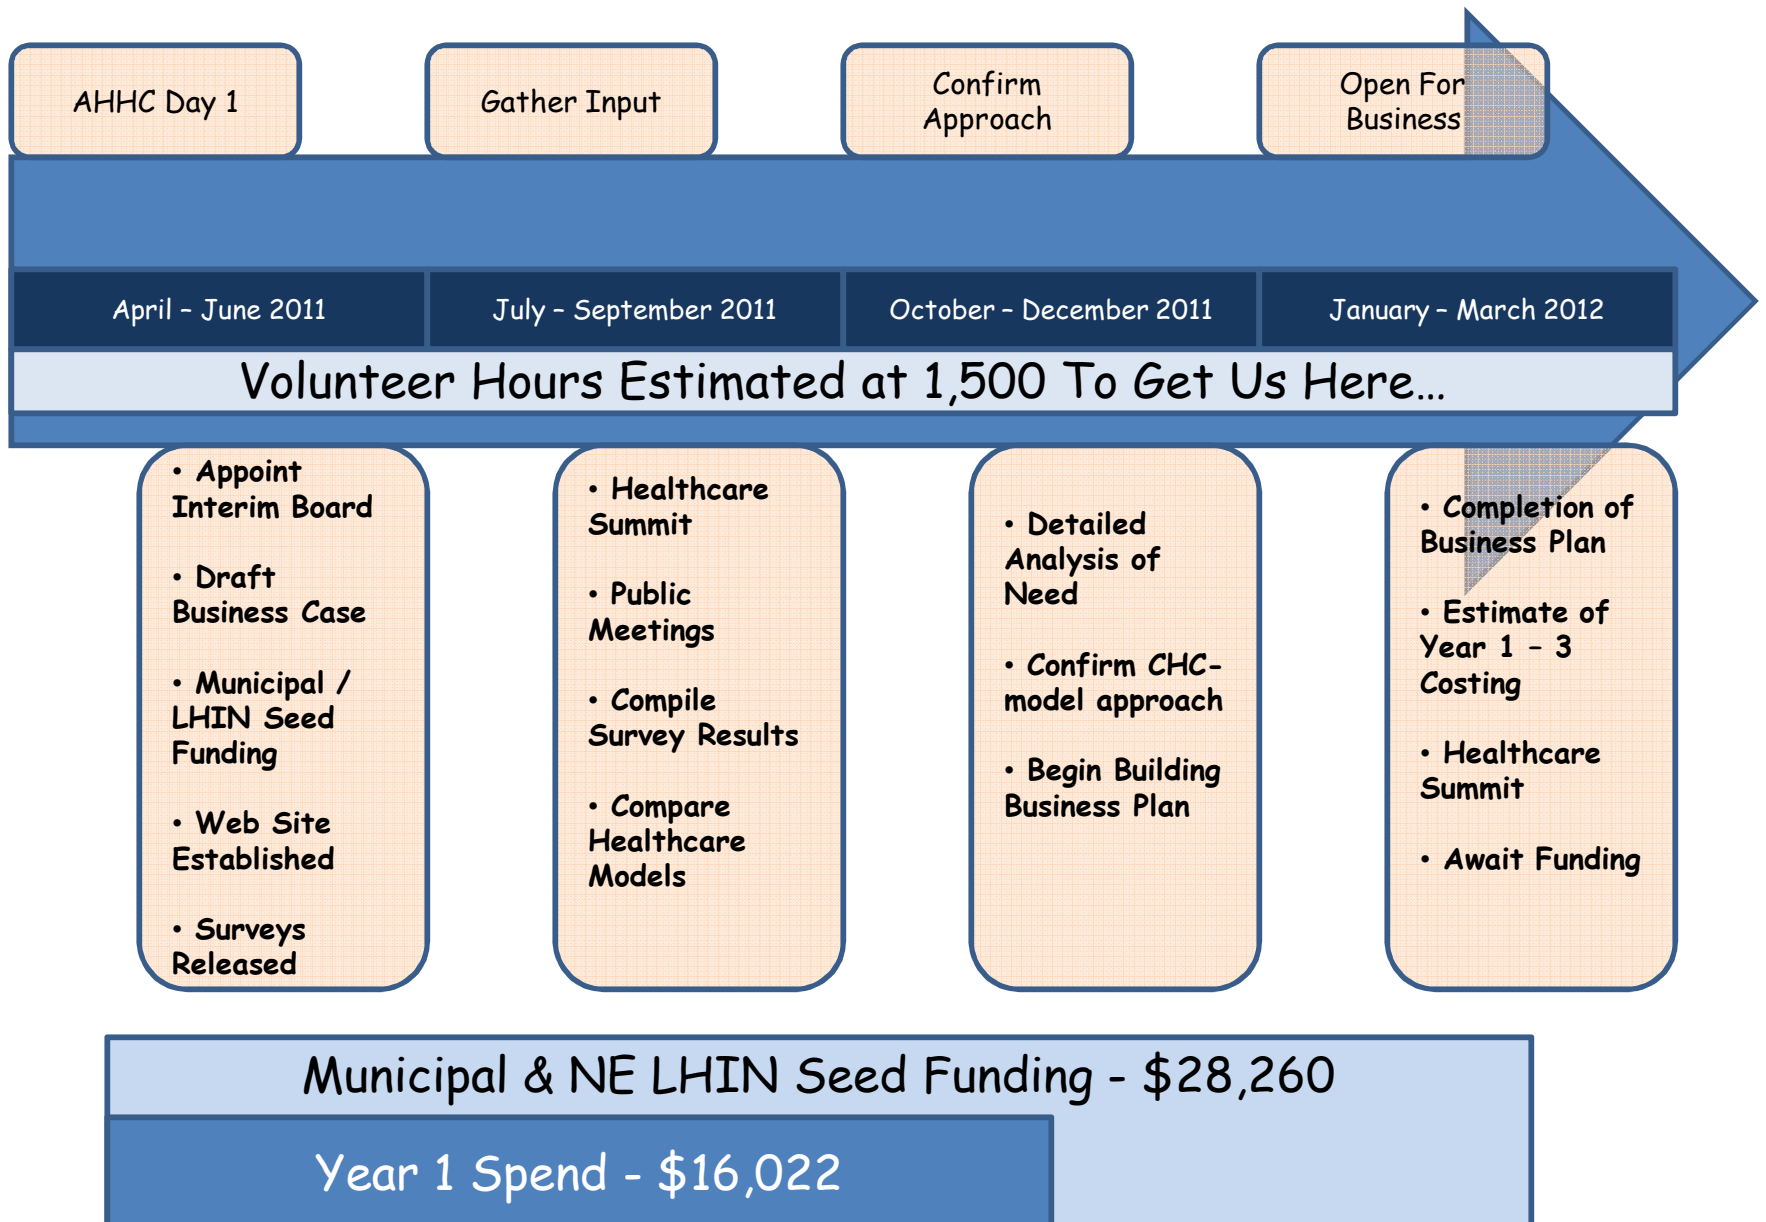 AHHC Day 1
Gather Input
Confirm
Approach
Open For
Business
April – June 2011
July – September 2011
October – December 2011
January – March 2012
Volunteer Hours Estimated at 1,500 To Get Us Here…
• Appoint
Interim Board
• Draft
Business Case
• Municipal /
LHIN Seed
Funding
• Web Site
Established
• Surveys
Released
• Healthcare
Summit
• Public
Meetings
• Compile
Survey Results
• Compare
Healthcare
Models
• Detailed
Analysis of
Need
• Confirm CHC-
model approach
• Begin Building
Business Plan
• Completion of
Business Plan
• Estimate of
Year 1 – 3
Costing
• Healthcare
Summit
• Await Funding
Municipal & NE LHIN Seed Funding - $28,260
Year 1 Spend - $16,022